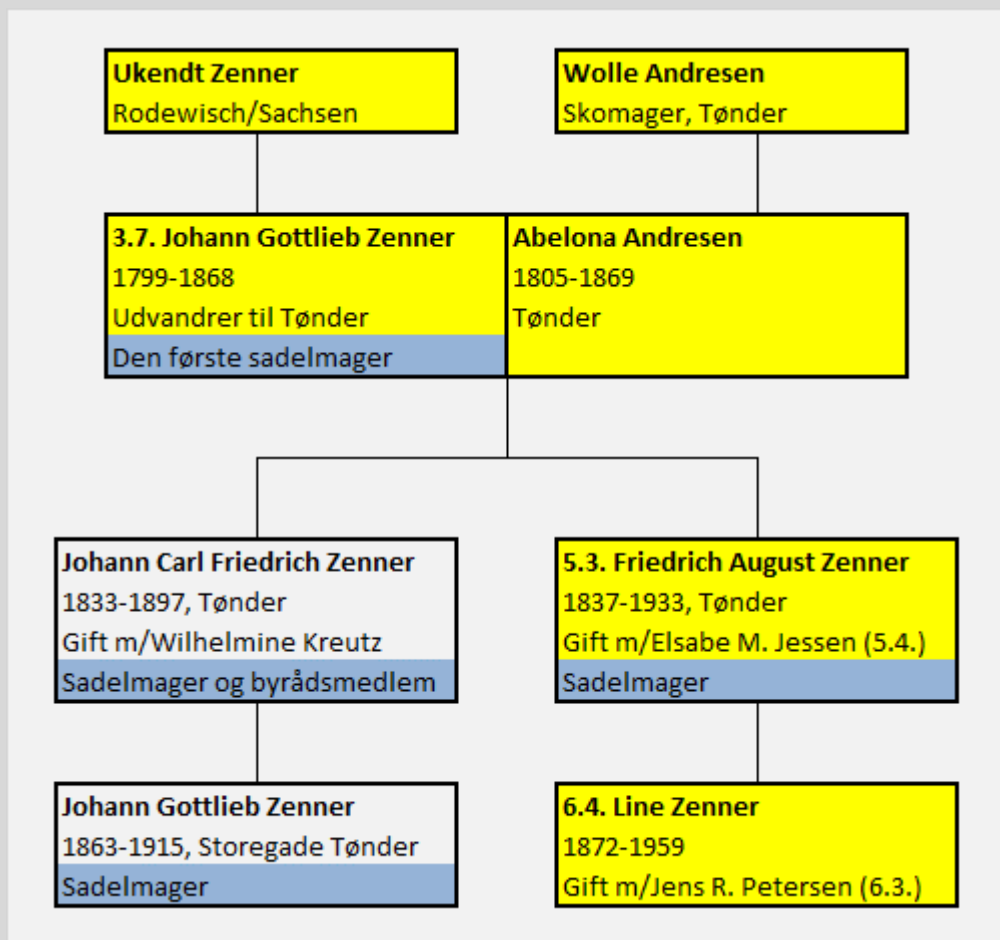 Ukendt Zenner
Rodewisch/Sachsen
Wolle Andresen
Skomager, Tønder
3.7. Johann Gottlieb Zenner
1799-1868
Udvandrer til Tønder
Den første sadelmager
Abelona Andresen
1805-1869
Tønder
Johann Carl Friedrich Zenner
1833-1897, Tønder
Gift m/Wilhelmine Kreutz
Sadelmager og byrådsmedlem
5.3. Friedrich August Zenner
1837-1933, Tønder
Gift m/Elsabe M. Jessen (5.4.)
Sadelmager
Johann Gottlieb Zenner
1863-1915, Storegade Tønder
Sadelmager
6.4. Line Zenner
1872-1959
Gift m/Jens R. Petersen (6.3.)